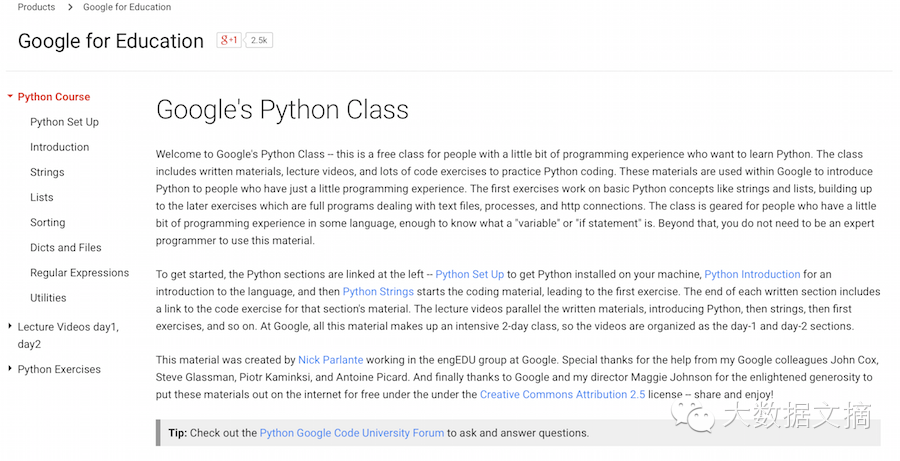 Products > Google for Education
Google for Education
g+1 2.5k
Python Course
Python Set Up
Introduction
Strings
Lists
Sorting
Dicts and Files
Regular Expressions
Utilities
Lecture Videos day1,
day2
Python Exercises
Google's Python Class
Welcome to Google's Python Class -- this is a free class for people with a little bit of programming experience who want to learn Python. The class
includes written materials, lecture videos, and lots of code exercises to practice Python coding. These materials are used within Google to introduce
Python to people who have just a little programming experience. The first exercises work on basic Python concepts like strings and lists, building up
to the later exercises which are full programs dealing with text files, processes, and http connections. The class is geared for people who have a little
bit of programming experience in some language, enough to know what a "variable" or "if statement" is. Beyond that, you do not need to be an expert
programmer to use this material.
To get started, the Python sections are linked at the left -- Python Set Up to get Python installed on your machine, Python Introduction for an
introduction to the language, and then Python Strings starts the coding material, leading to the first exercise. The end of each written section includes
a link to the code exercise for that section's material. The lecture videos parallel the written materials, introducing Python, then strings, then first
exercises, and so on. At Google, all this material makes up an intensive 2-day class, so the videos are organized as the day-1 and day-2 sections.
This material was created by Nick Parlante working in the engEDU group at Google. Special thanks for the help from my Google colleagues John Cox,
Steve Glassman, Piotr Kaminksi, and Antoine Picard. And finally thanks to Google and my director Maggie Johnson for the enlightened generosity to
put these materials out on the internet for free under the under the Creative Commons Attribution 2.5 license -- share and enjoy!
Tip: Check out the Python Google Code University Forum to ask and answer questions.
大数据文摘